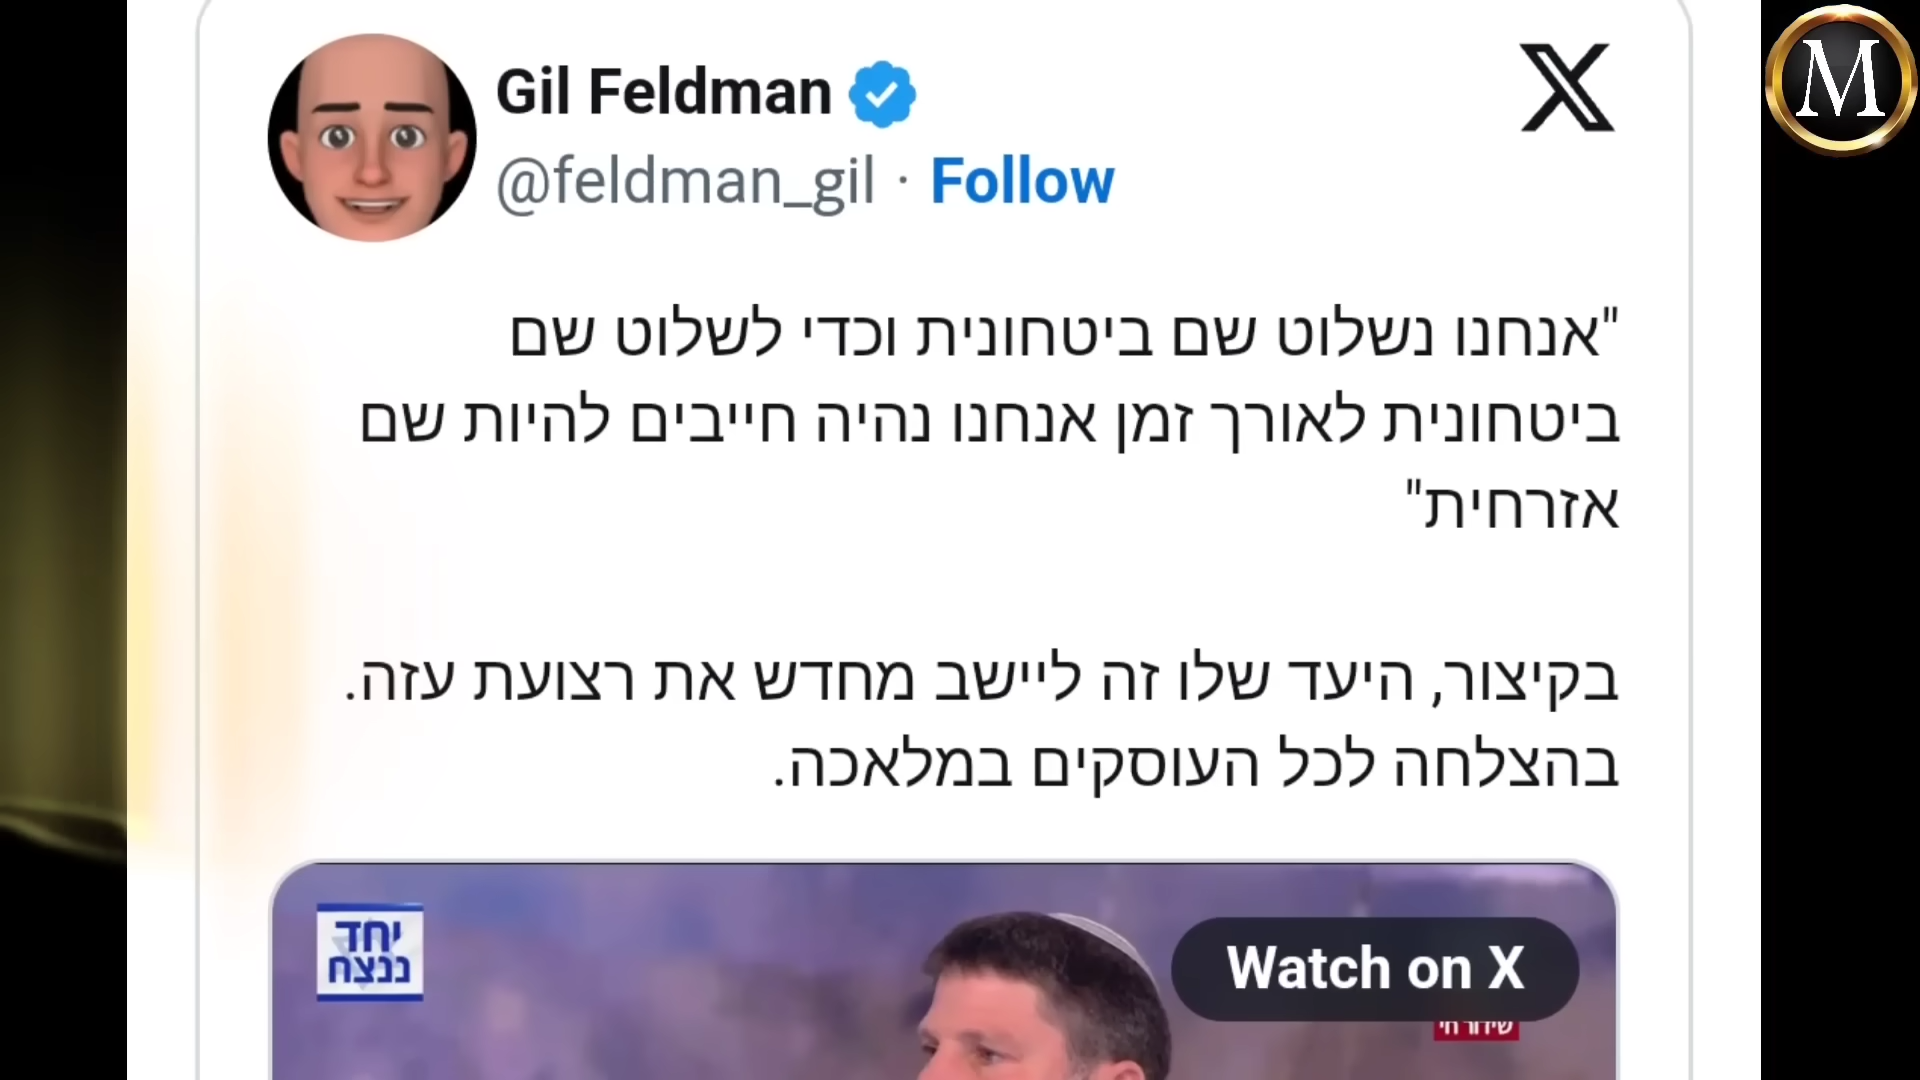 Gil Feldman
@feldman_gil · Follow
M
"אנחנו נשלוט שם ביטחונית וכדי לשלוט שם
ביטחונית לאורך זמן אנחנו נהיה חייבים להיות שם
אזרחית"
בקיצור, היעד שלו זה ליישב מחדש את רצועת עזה.
בהצלחה לכל העוסקים במלאכה.
יחד
ננצח
Watch on X
שידור חי